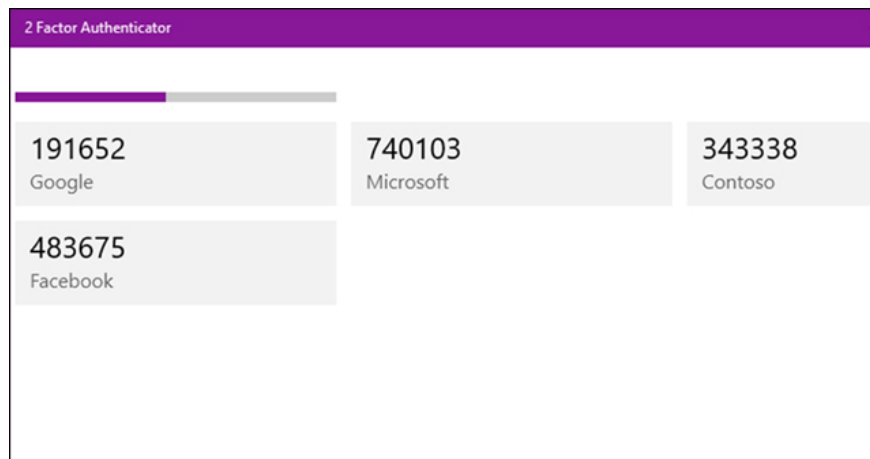 2 Factor Authenticator
191652
Google
740103
Microsoft
343338
Contoso
483675
Facebook